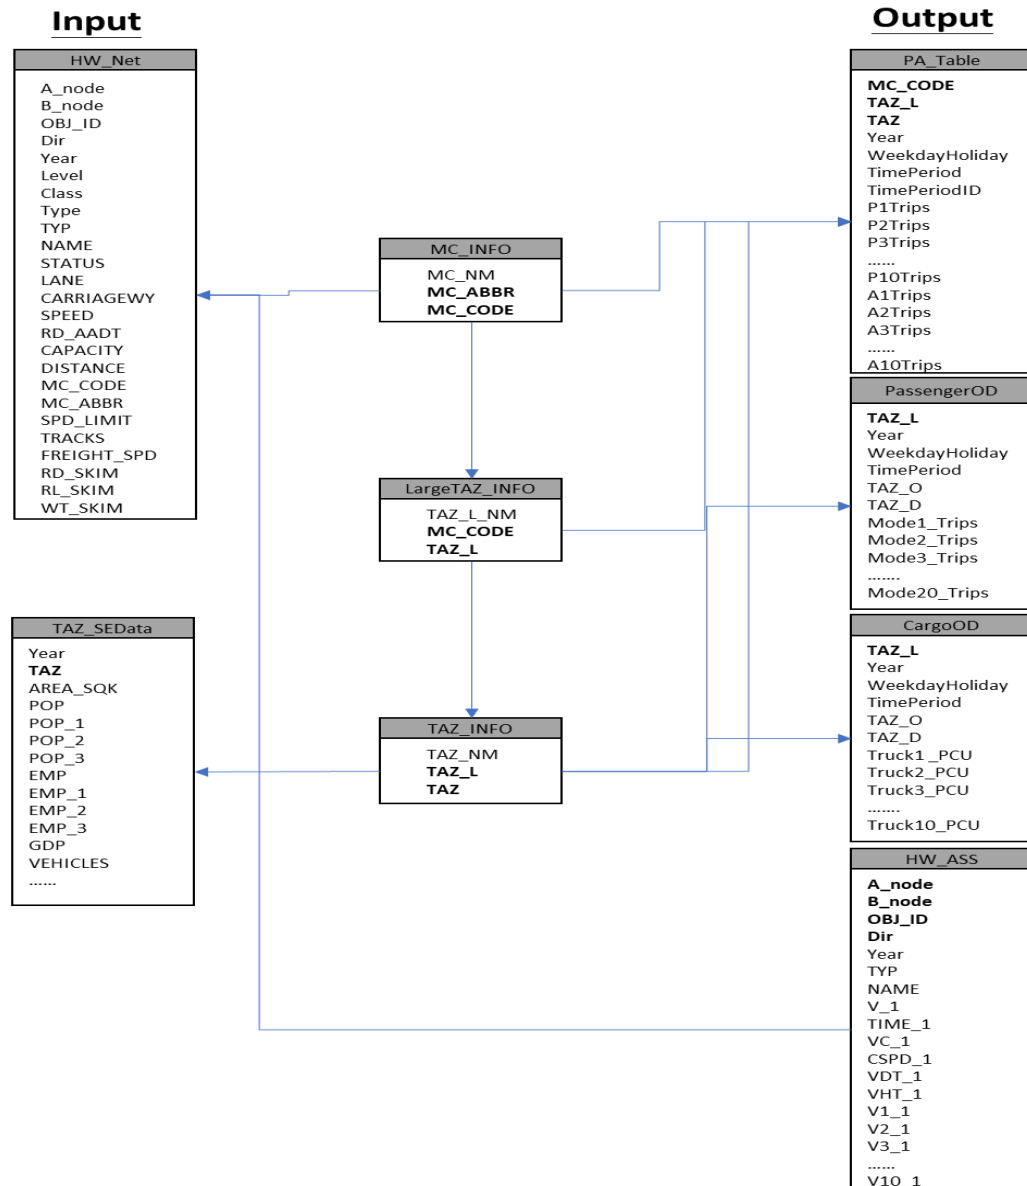 Input
HW_Net
A_node
B_node
OBJ_ID
Dir
Year
Level
Class
Type
TYP
NAME
STATUS
LANE
CARRIAGEWY
SPEED
RD_AADT
CAPACITY
DISTANCE
MC_CODE
MC_ABBR
SPD_LIMIT
TRACKS
FREIGHT_SPD
RD_SKIM
RL_SKIM
WT_SKIM
TAZ_SEData
Year
TAZ
AREA_SQK
POP
POP_1
POP_2
POP_3
EMP
EMP_1
EMP_2
EMP_3
GDP
VEHICLES
......
MC_INFO
MC_NM
MC_ABBR
MC_CODE
LargeTAZ_INFO
TAZ_L_NM
MC_CODE
TAZ_L
TAZ_INFO
TAZ_NM
TAZ_L
TAZ
Output
PA_Table
MC_CODE
TAZ_L
TAZ
Year
WeekdayHoliday
TimePeriod
TimePeriodID
P1Trips
P2Trips
P3Trips
......
P10Trips
A1Trips
A2Trips
A3Trips
......
A10Trips
PassengerOD
TAZ_L
Year
WeekdayHoliday
TimePeriod
TAZ_O
TAZ_D
Mode1_Trips
Mode2_Trips
Mode3_Trips
.......
Mode20_Trips
CargoOD
TAZ_L
Year
WeekdayHoliday
TimePeriod
TAZ_O
TAZ_D
Truck1_PCU
Truck2_PCU
Truck3_PCU
.......
Truck10_PCU
HW_ASS
A_node
B_node
OBJ_ID
Dir
Year
TYP
NAME
V_1
TIME_1
VC_1
CSPD_1
VDT_1
VHT_1
V1_1
V2_1
V3_1
......
V10_1